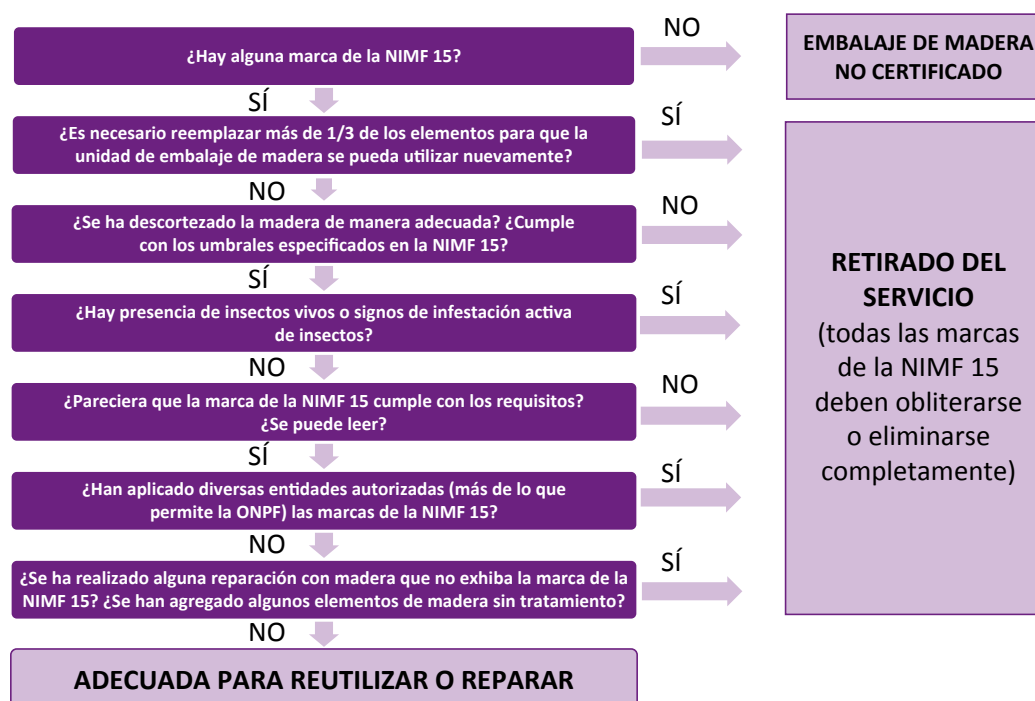 ¿Hay alguna marca de la NIMF 15?
NO
EMBALAJE DE MADERA
NO CERTIFICADO
SÍ
¿Es necesario reemplazar más de 1/3 de los elementos para que la
unidad de embalaje de madera se pueda utilizar nuevamente?
SÍ
NO
¿Se ha descortezado la madera de manera adecuada? ¿Cumple
con los umbrales especificados en la NIMF 15?
NO
SÍ
¿Hay presencia de insectos vivos o signos de infestación activa
de insectos?
SÍ
NO
¿Pareciera que la marca de la NIMF 15 cumple con los requisitos?
¿Se puede leer?
NO
SÍ
¿Han aplicado diversas entidades autorizadas (más de lo que
permite la ONPF) las marcas de la NIMF 15?
SÍ
NO
¿Se ha realizado alguna reparación con madera que no exhiba la marca de la
NIMF 15? ¿Se han agregado algunos elementos de madera sin tratamiento?
SÍ
NO
RETIRADO DEL
SERVICIO
(todas las marcas
de la NIMF 15
deben obliterarse
o eliminarse
completamente)
ADECUADA PARA REUTILIZAR O REPARAR